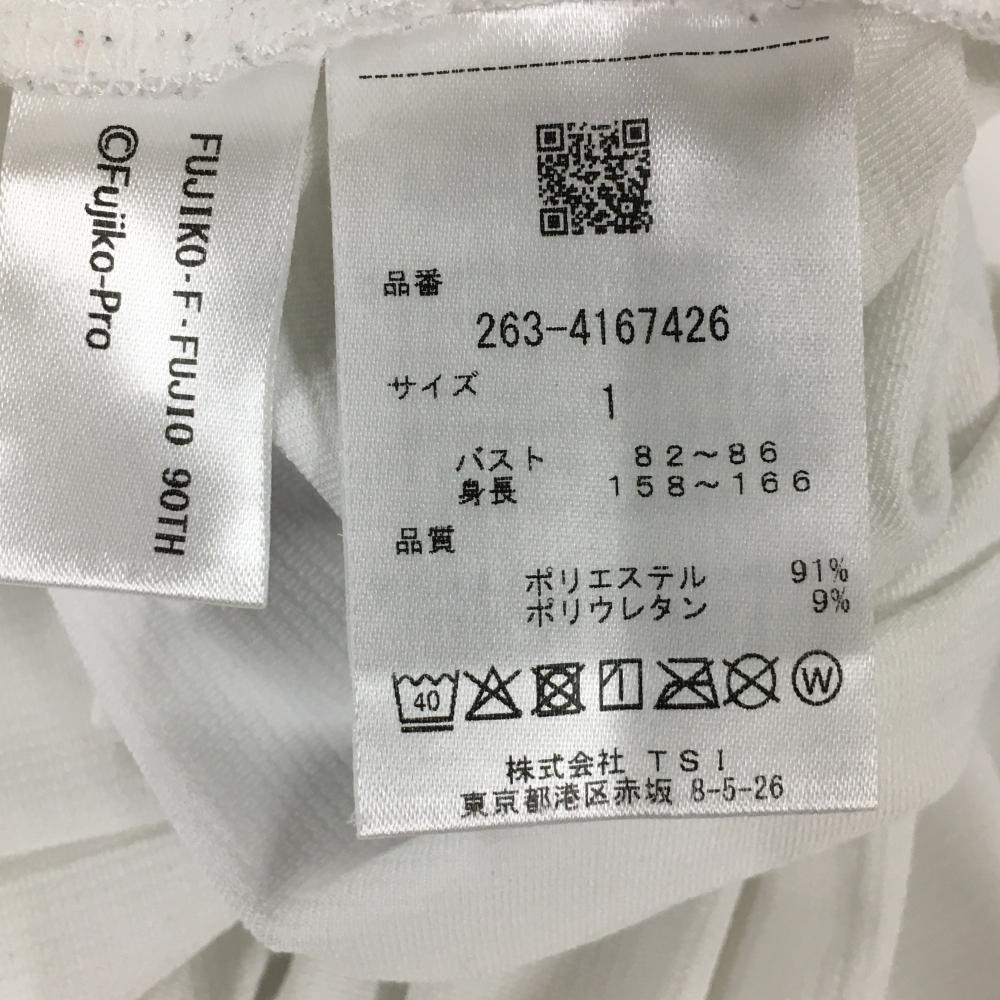 FUJIKO·F·FUJIO 90TH
©Fujiko-Pro
品番
263-4167426
サイズ
1
バスト 82～86
身長 158～166
品質
ポリエステル 91%
ポリウレタン 9%
40
W
株式会社 TSI
東京都港区赤坂 8-5-26